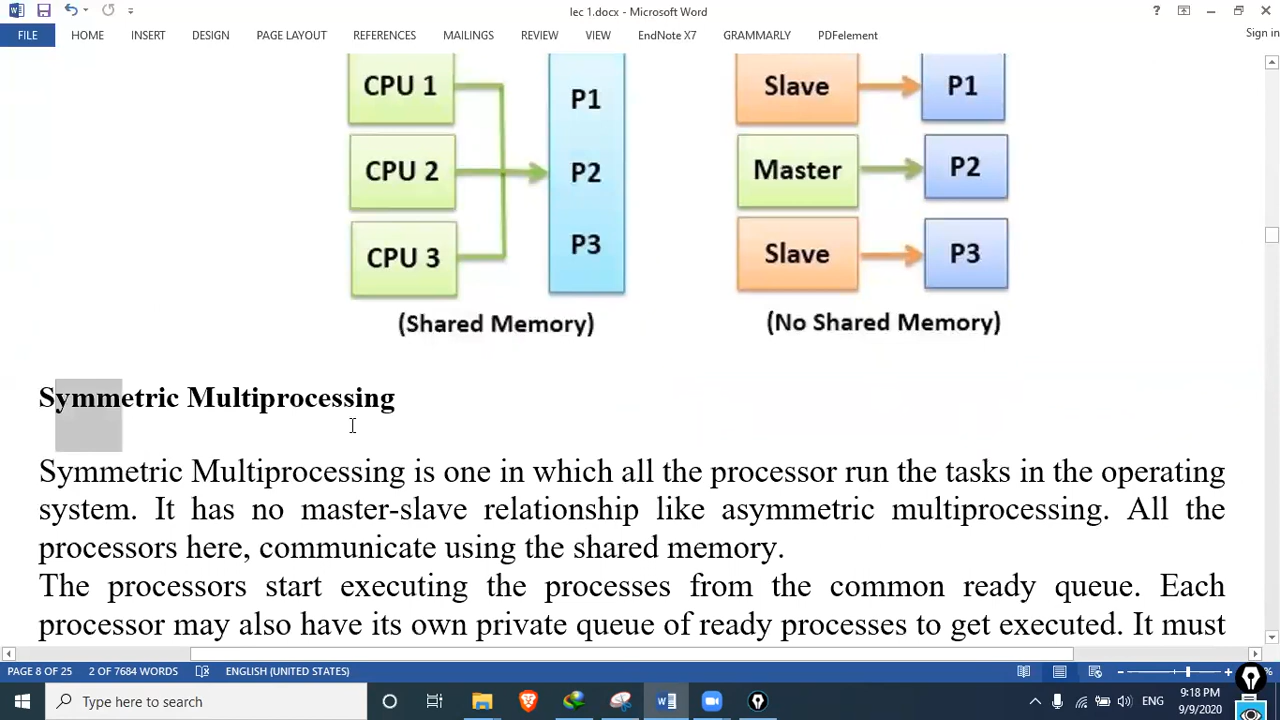 lec 1.docx - Microsoft Word
Sign in
FILE HOME INSERT DESIGN PAGE LAYOUT REFERENCES MAILINGS REVIEW VIEW EndNote X7 GRAMMARLY PDFelement
CPU 1
CPU 2
CPU 3
P1
P2
P3
(Shared Memory)
Slave P1
Master P2
Slave P3
(No Shared Memory)
Symmetric Multiprocessing
Symmetric Multiprocessing is one in which all the processor run the tasks in the operating
system. It has no master-slave relationship like asymmetric multiprocessing. All the
processors here, communicate using the shared memory.
The processors start executing the processes from the common ready queue. Each
processor may also have its own private queue of ready processes to get executed. It must
PAGE 8 OF 25 2 OF 7684 WORDS ENGLISH (UNITED STATES)
Type here to search
ENG
9:18 PM
9/9/2020